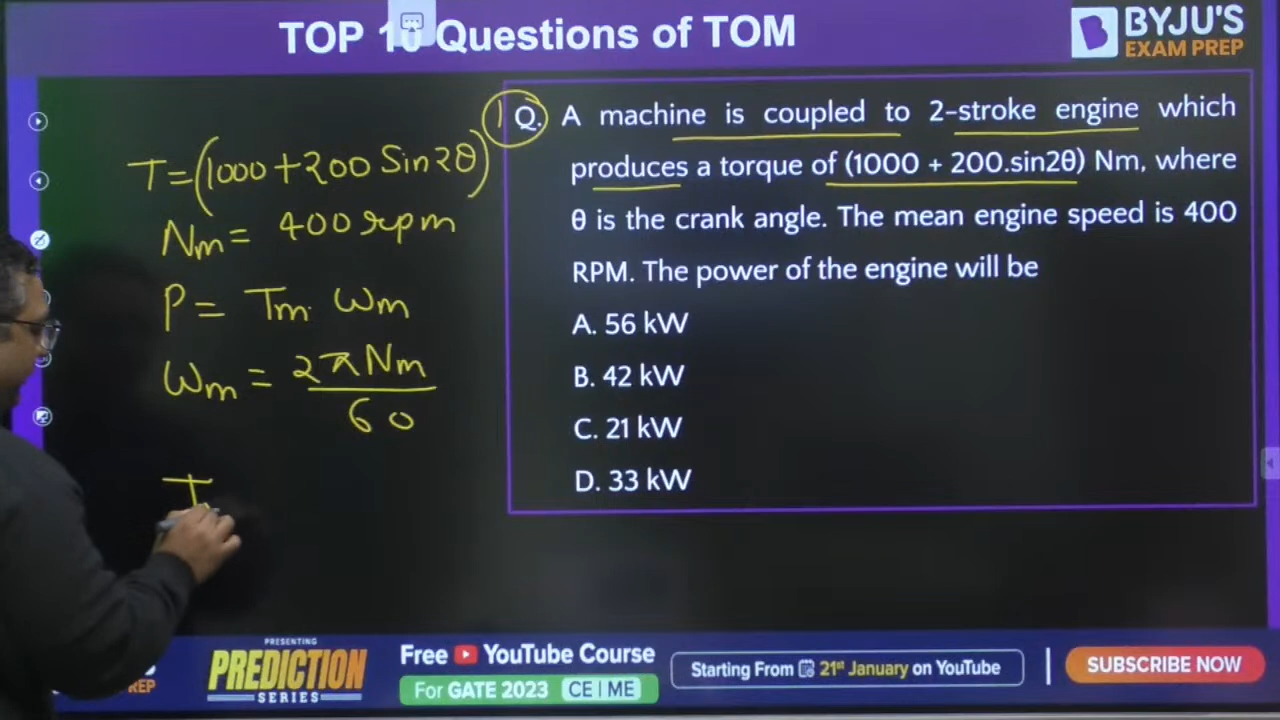 TOP 10 Questions of TOM
BYJU'S
EXAM PREP
T=(1000+200 Sin2θ)
Nm= 400 rpm
P= Tm. ωm
ωm = 2πNm
60
T
1
Q. A machine is coupled to 2-stroke engine which
produces a torque of (1000 + 200.sin2θ) Nm, where
θ is the crank angle. The mean engine speed is 400
RPM. The power of the engine will be
A. 56 kW
B. 42 kW
C. 21 kW
D. 33 kW
PREP
PRESENTING
PREDICTION
SERIES
Free YouTube Course
For GATE 2023 CE | ME
Starting From 21st January on YouTube
SUBSCRIBE NOW